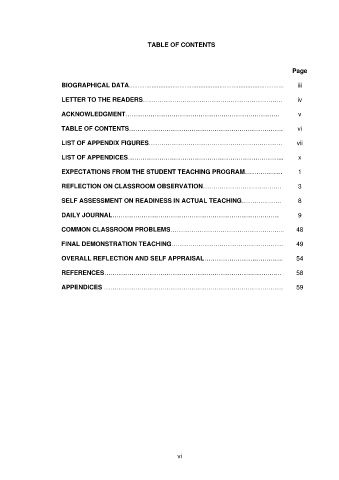 TABLE OF CONTENTS
Page
BIOGRAPHICAL DATA……………………………………………………………… iii
LETTER TO THE READERS………………………………………………………… iv
ACKNOWLEDGMENT……………………………………………………………… v
TABLE OF CONTENTS……………………………………………………………… vi
LIST OF APPENDIX FIGURES……………………………………………………… vii
LIST OF APPENDICES……………………………………………………………... x
EXPECTATIONS FROM THE STUDENT TEACHING PROGRAM……………… 1
REFLECTION ON CLASSROOM OBSERVATION……………………………… 3
SELF ASSESSMENT ON READINESS IN ACTUAL TEACHING……………… 8
DAILY JOURNAL…………………………………………………………………… 9
COMMON CLASSROOM PROBLEMS…………………………………………… 48
FINAL DEMONSTRATION TEACHING…………………………………………… 49
OVERALL REFLECTION AND SELF APPRAISAL……………………………… 54
REFERENCES……………………………………………………………………… 58
APPENDICES ……………………………………………………………………… 59
vi